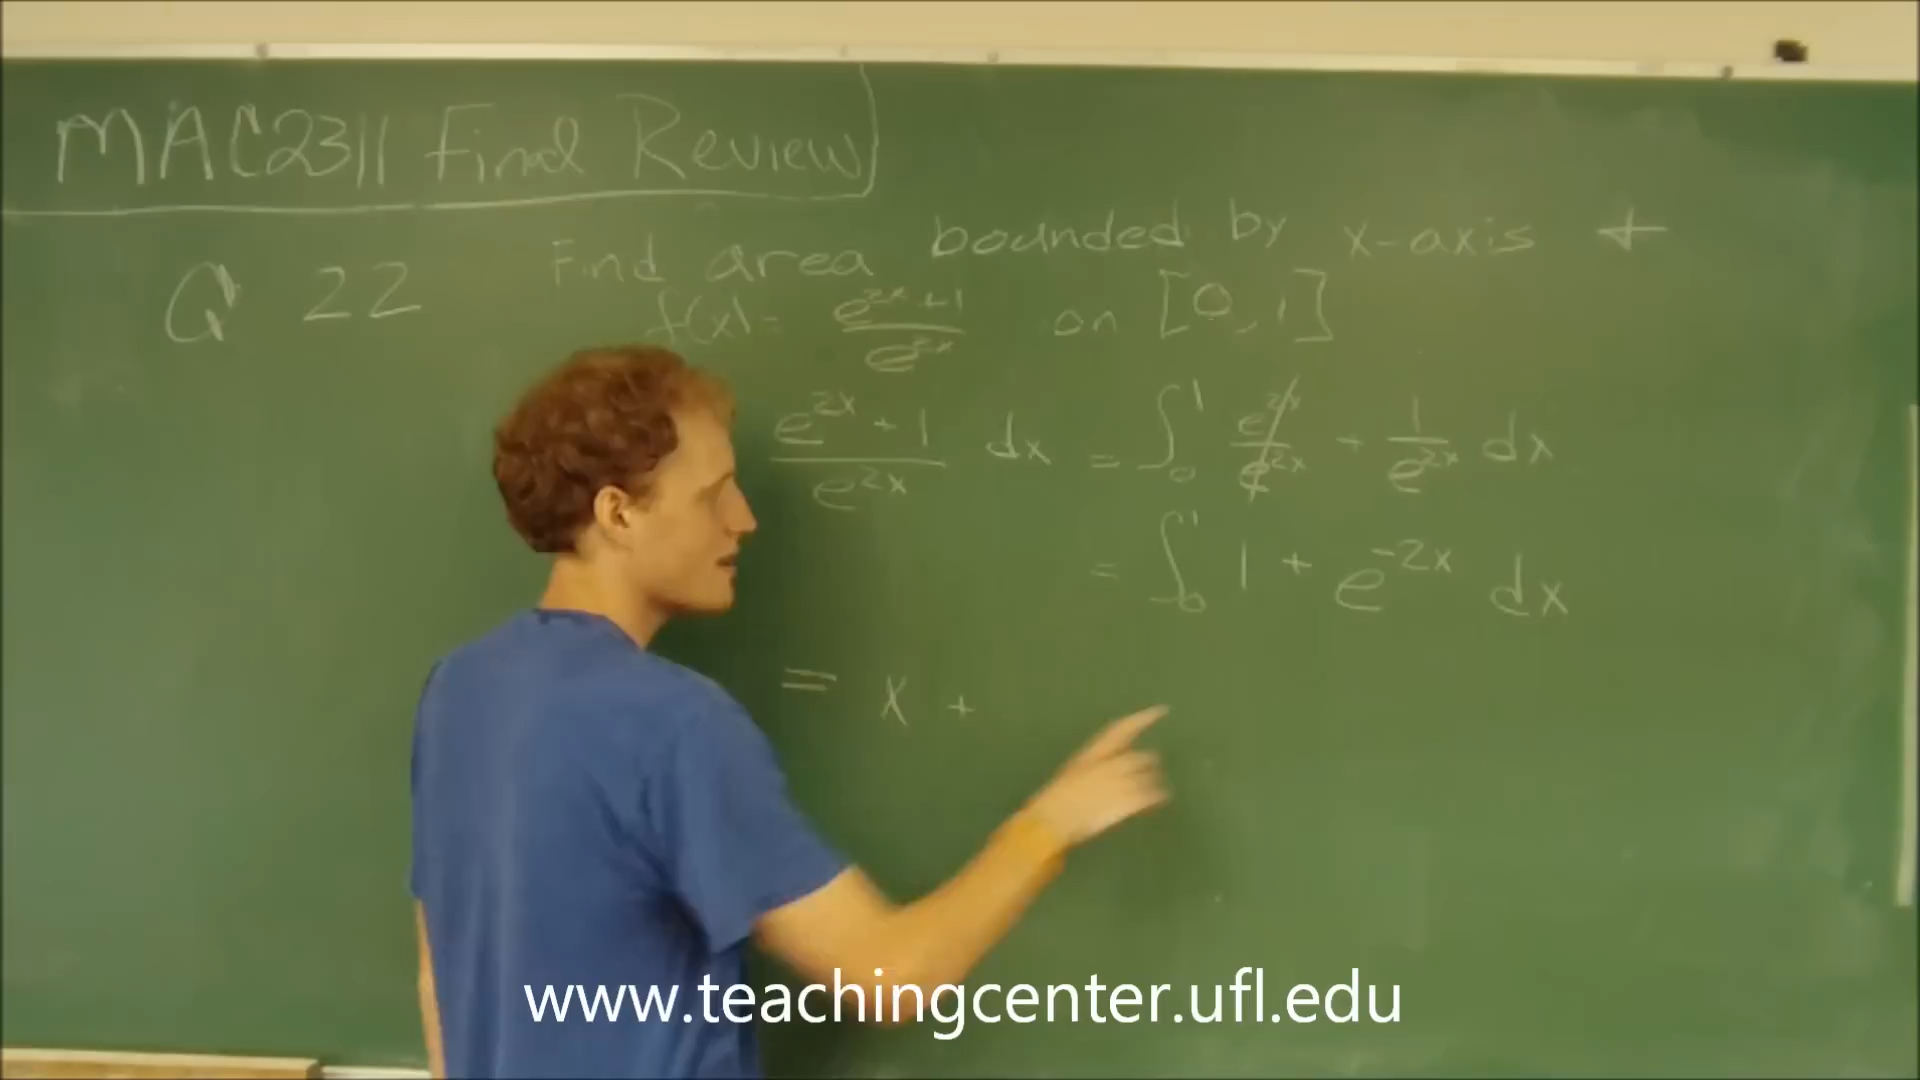 MAC2311 Final Review
Q 22 Find area bounded by x-axis +
f(x) = (e^{2x}+1)/e^{2x} on [0,1]
(e^{2x}+1)/e^{2x} dx = ∫_0^1 e^{2x}/e^{2x} + 1/e^{2x} dx
= ∫_0^1 1 + e^{-2x} dx
= x +
www.teachingcenter.ufl.edu